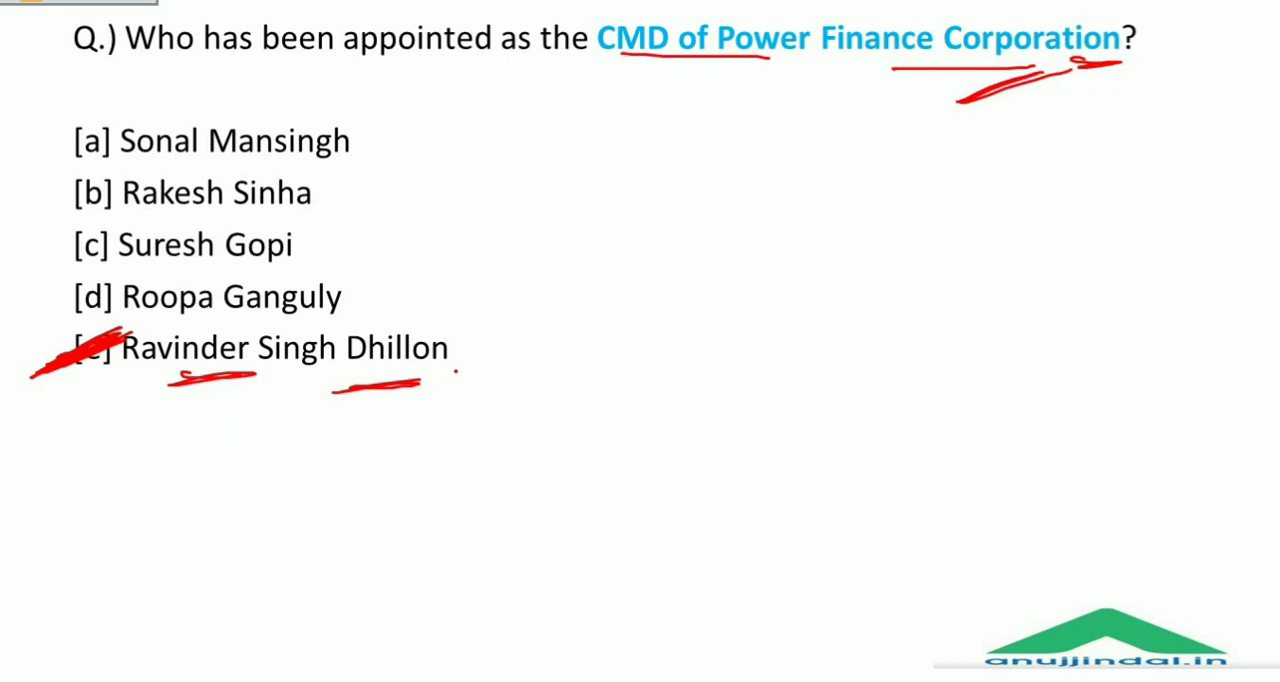 Q.) Who has been appointed as the CMD of Power Finance Corporation?
[a] Sonal Mansingh
[b] Rakesh Sinha
[c] Suresh Gopi
[d] Roopa Ganguly
[e] Ravinder Singh Dhillon
anujjindal.in